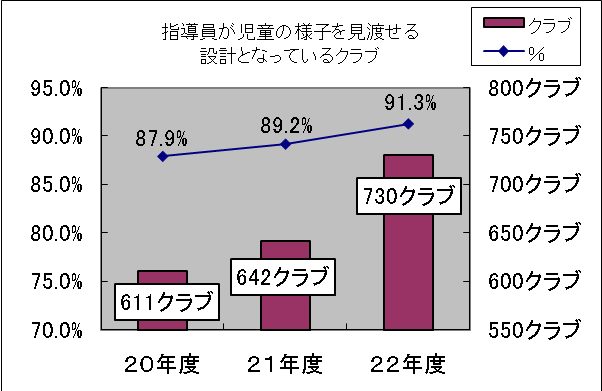 指導員が児童の様子を見渡せる
設計となっているクラブ
クラブ
%
95.0%
90.0%
85.0%
80.0%
75.0%
70.0%
87.9%
89.2%
91.3%
611クラブ
642クラブ
730クラブ
800クラブ
750クラブ
700クラブ
650クラブ
600クラブ
550クラブ
20年度
21年度
22年度